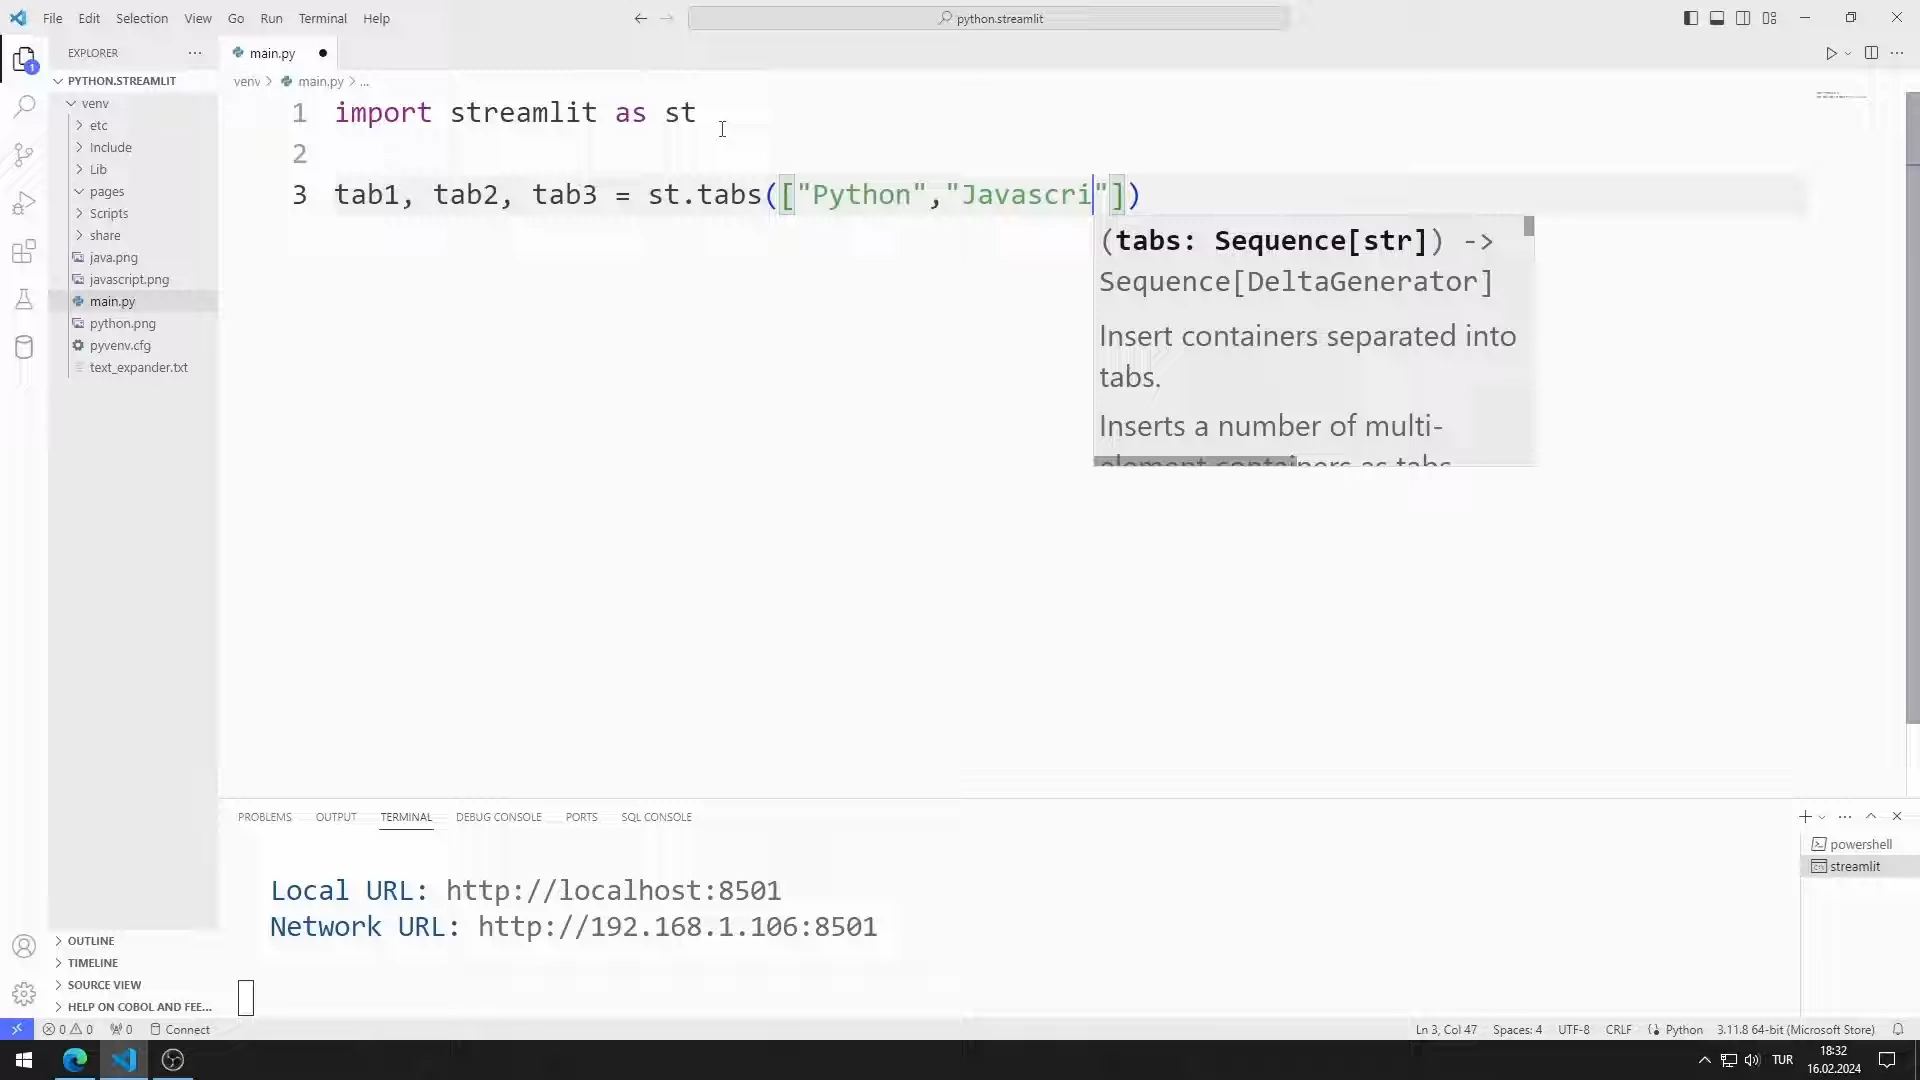 File Edit Selection View Go Run Terminal Help
python.streamlit
EXPLORER
main.py
PYTHON.STREAMLIT
venv > main.py > ...
venv
etc
Include
Lib
pages
Scripts
share
java.png
javascript.png
main.py
python.png
pyvenv.cfg
text_expander.txt
1 import streamlit as st
2
3 tab1, tab2, tab3 = st.tabs(["Python","Javascri"])
(tabs: Sequence[str]) ->
Sequence[DeltaGenerator]
Insert containers separated into
tabs.
Inserts a number of multi-
element containers as tabs
PROBLEMS OUTPUT TERMINAL DEBUG CONSOLE PORTS SQL CONSOLE
powershell
streamlit
Local URL: http://localhost:8501
Network URL: http://192.168.1.106:8501
OUTLINE
TIMELINE
SOURCE VIEW
HELP ON COBOL AND FEE...
1
0 0 0 Connect
Ln 3, Col 47 Spaces: 4 UTF-8 CRLF Python 3.11.8 64-bit (Microsoft Store)
TUR
18:32
16.02.2024